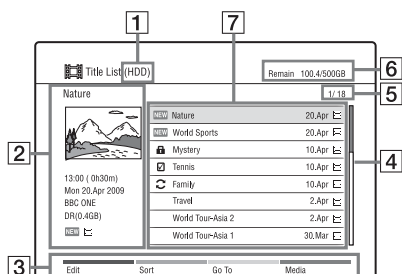 1
7
Title List (HDD)
Remain 100.4/500GB
6
1/ 18
5
Nature
NEW Nature 20.Apr
NEW World Sports 20.Apr
Mystery 10.Apr
Tennis 10.Apr
Family 10.Apr
Travel 2.Apr
World Tour-Asia 2 2.Apr
World Tour-Asia 1 30.Mar
2
4
13:00 ( 0h30m)
Mon 20.Apr 2009
BBC ONE
DR(0.4GB)
NEW
3
Edit Sort Go To Media